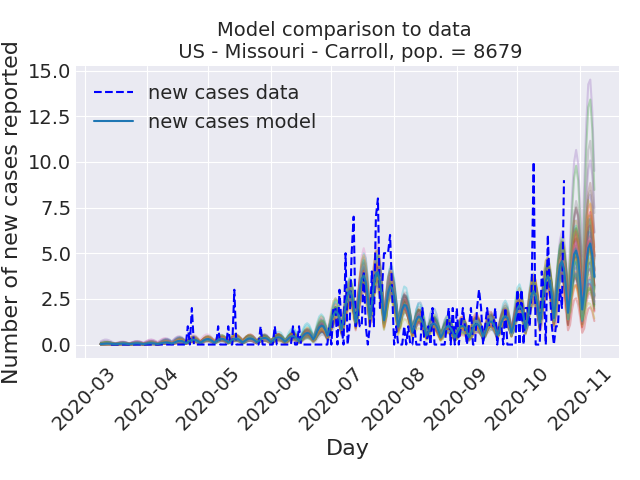 Model comparison to data
US - Missouri - Carroll, pop. = 8679
Number of new cases reported
15.0
12.5
10.0
7.5
5.0
2.5
0.0
new cases data
new cases model
2020-03
2020-04
2020-05
2020-06
2020-07
2020-08
2020-09
2020-10
2020-11
Day